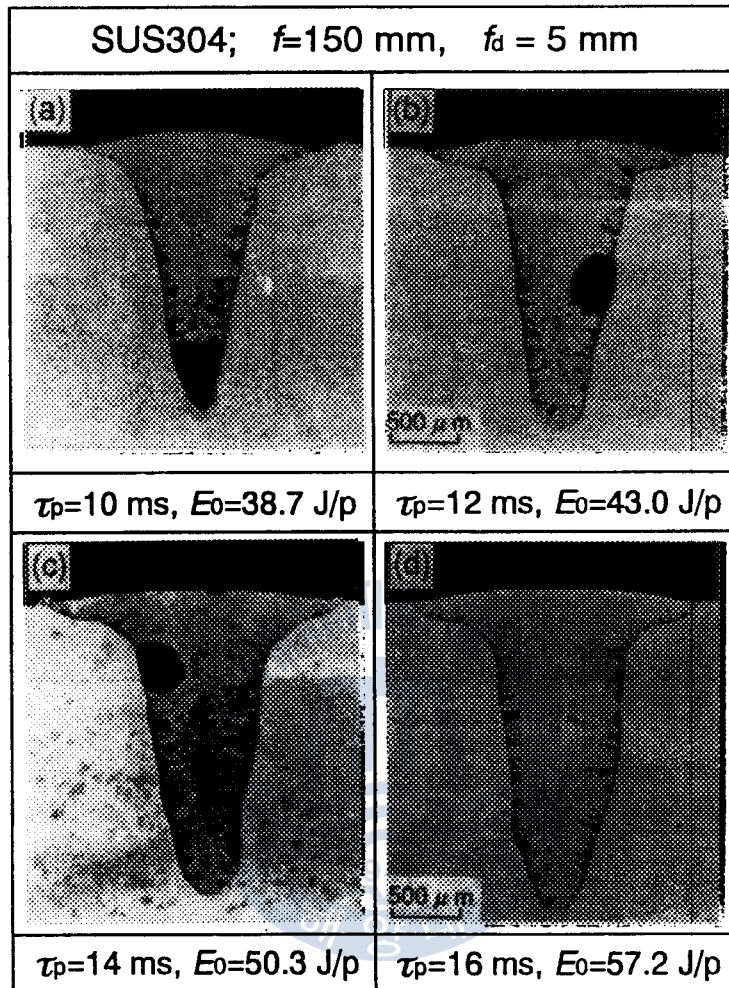 SUS304; f=150 mm, fd = 5 mm
(a)
(b)
500 μm
τp=10 ms, E0=38.7 J/p
τp=12 ms, E0=43.0 J/p
(c)
(d)
500 μm
τp=14 ms, E0=50.3 J/p
τp=16 ms, E0=57.2 J/p